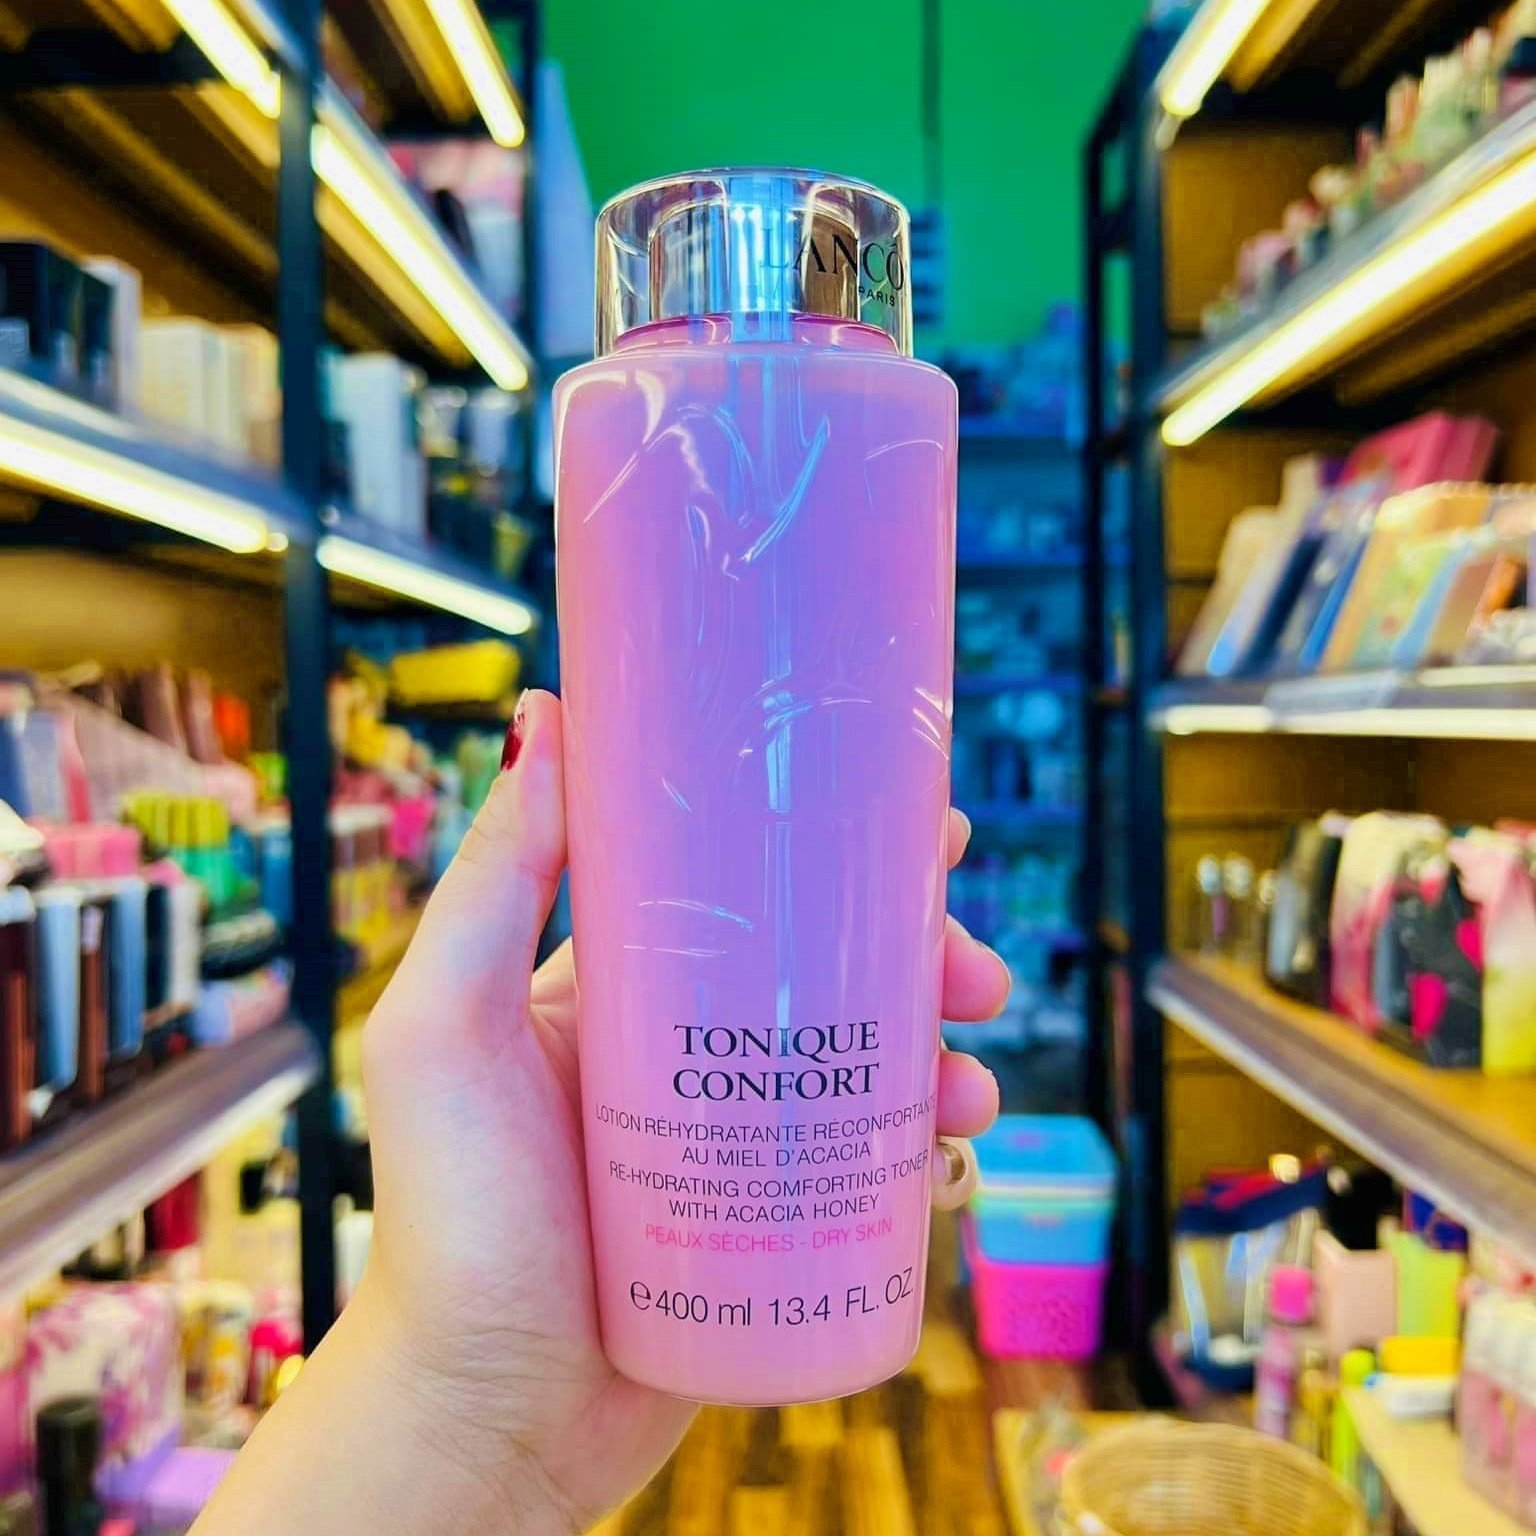 LANCÔ
PARIS
TONIQUE
CONFORT
LOTION RÉHYDRATANTE RÉCONFORTANTE
AU MIEL D'ACACIA
RE-HYDRATING COMFORTING TONER
WITH ACACIA HONEY
PEAUX SÈCHES - DRY SKIN
℮400 ml 13.4 FL. OZ.